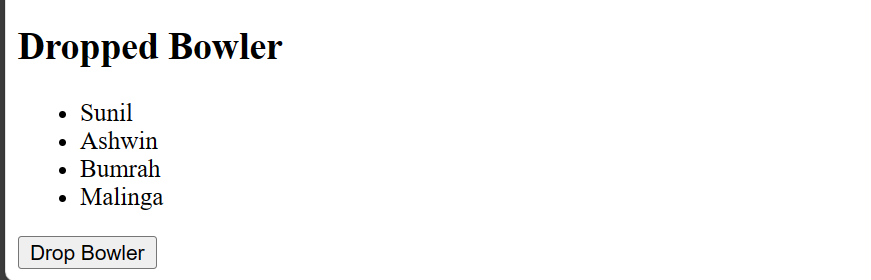 Dropped Bowler
Sunil
Ashwin
Bumrah
Malinga
Drop Bowler